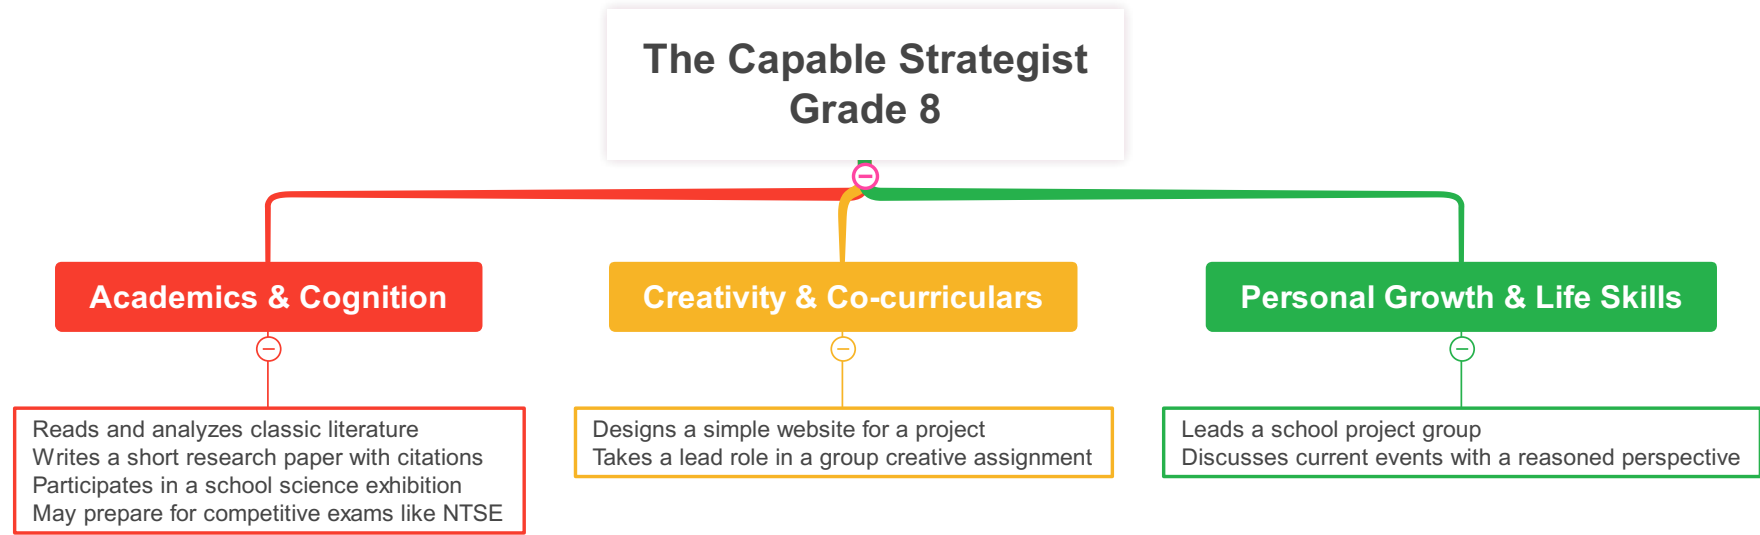 The Capable Strategist
Grade 8
Academics & Cognition
Creativity & Co-curriculars
Personal Growth & Life Skills
Reads and analyzes classic literature
Writes a short research paper with citations
Participates in a school science exhibition
May prepare for competitive exams like NTSE
Designs a simple website for a project
Takes a lead role in a group creative assignment
Leads a school project group
Discusses current events with a reasoned perspective